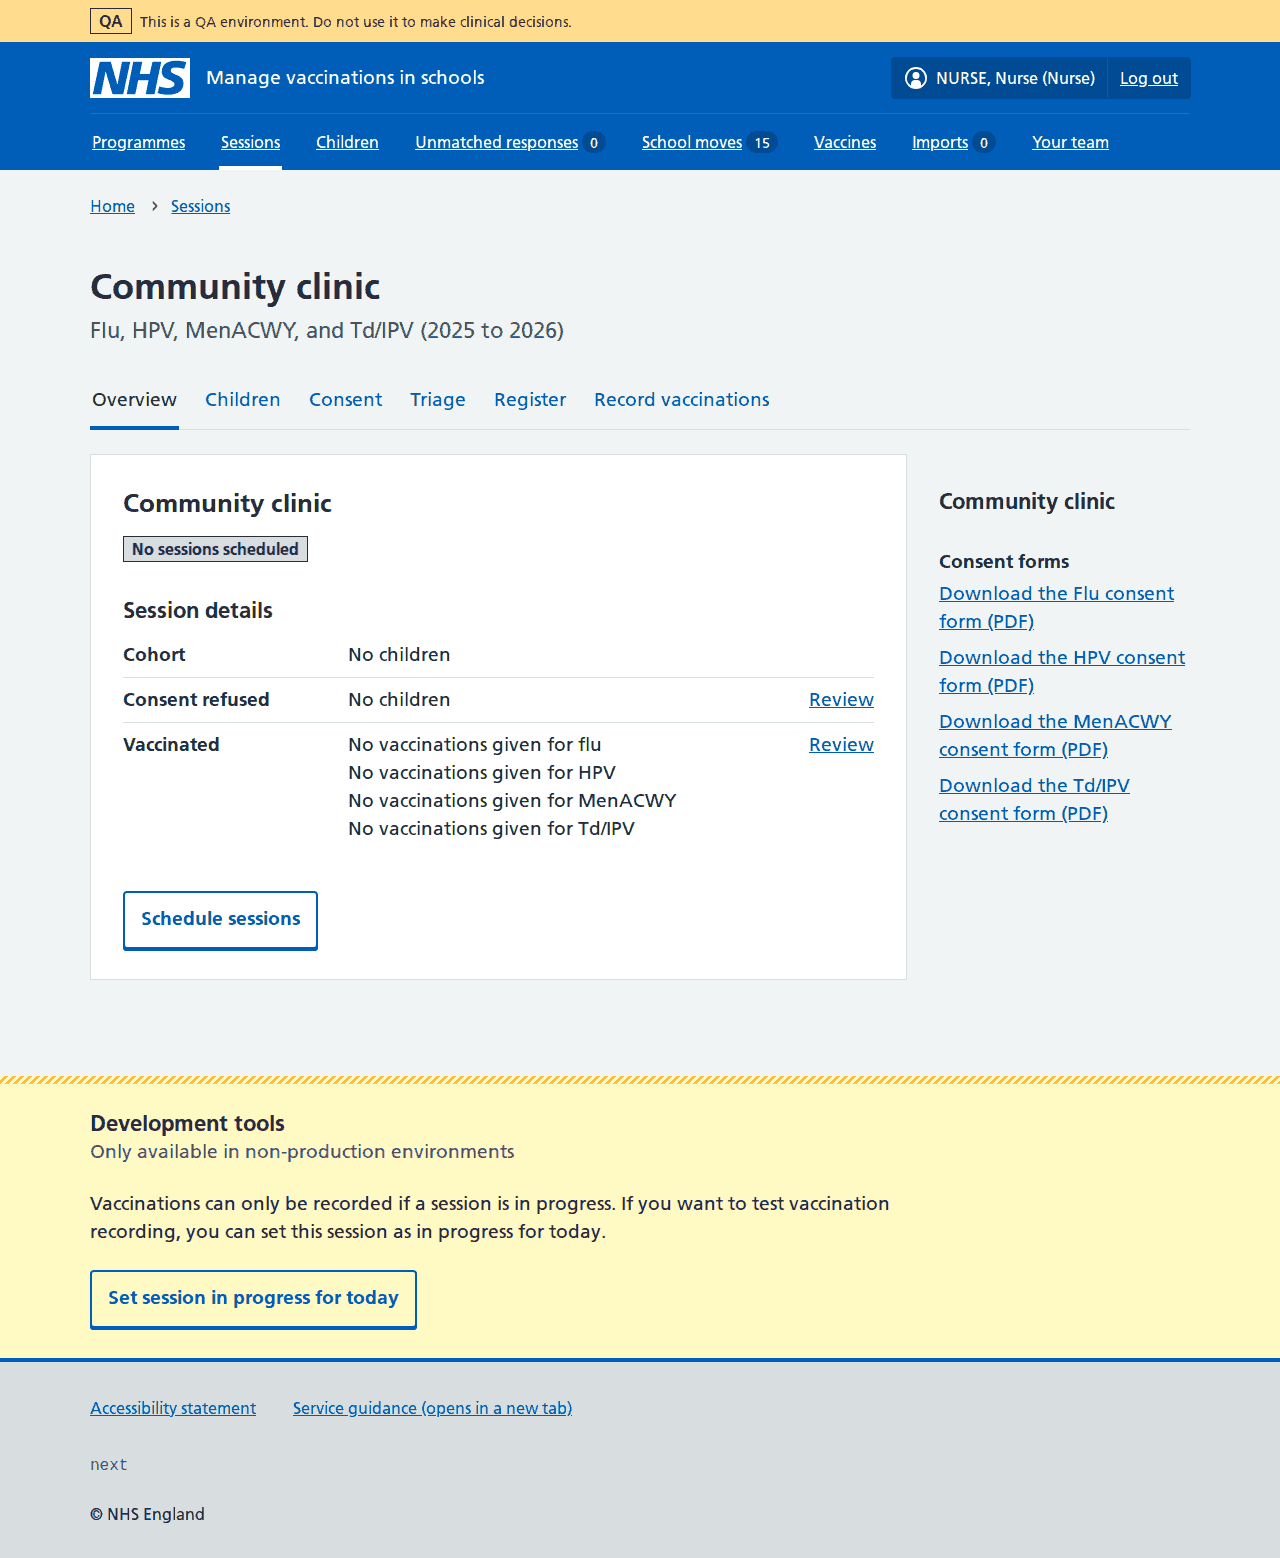 QA This is a QA environment. Do not use it to make clinical decisions.
NHS Manage vaccinations in schools NURSE, Nurse (Nurse) Log out
Programmes Sessions Children Unmatched responses 0 School moves 15 Vaccines Imports 0 Your team
Home › Sessions
Community clinic
Flu, HPV, MenACWY, and Td/IPV (2025 to 2026)
Overview Children Consent Triage Register Record vaccinations
Community clinic
No sessions scheduled
Session details
Cohort No children
Consent refused No children Review
Vaccinated No vaccinations given for flu Review
No vaccinations given for HPV
No vaccinations given for MenACWY
No vaccinations given for Td/IPV
Schedule sessions
Community clinic
Consent forms
Download the Flu consent
form (PDF)
Download the HPV consent
form (PDF)
Download the MenACWY
consent form (PDF)
Download the Td/IPV
consent form (PDF)
Development tools
Only available in non-production environments
Vaccinations can only be recorded if a session is in progress. If you want to test vaccination
recording, you can set this session as in progress for today.
Set session in progress for today
Accessibility statement Service guidance (opens in a new tab)
next
© NHS England